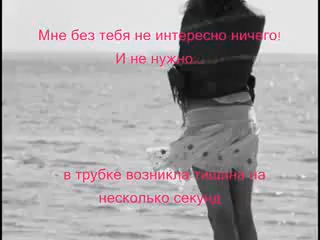 Мне без тебя не интересно ничего!
И не нужно...
- в трубке возникла тишина на
несколько секунд